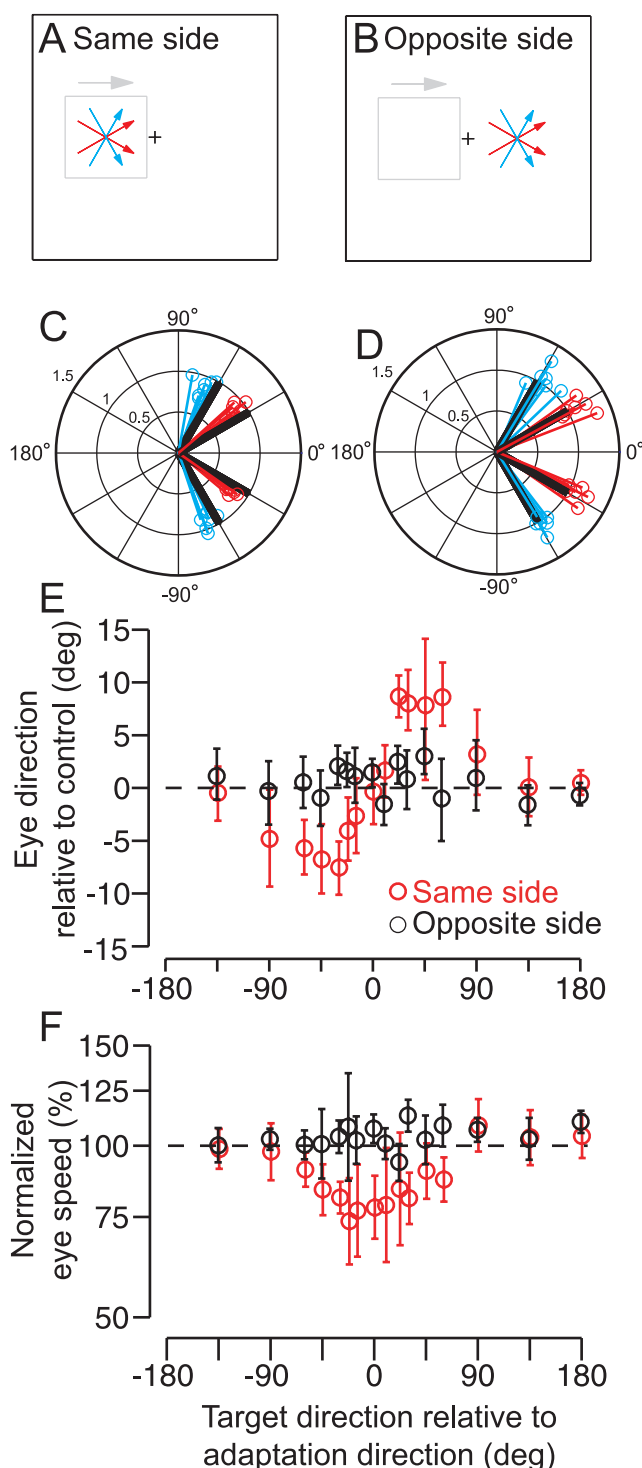 A Same side
B Opposite side
+
+
C
90°
1.5
1
0.5
180°
0°
-90°
D
90°
1.5
1
0.5
180°
0°
-90°
E
Eye direction
relative to control (deg)
15
10
5
0
-5
-10
-15
Same side
Opposite side
-180
-90
0
90
180
F
Normalized
eye speed (%)
150
125
100
75
50
-180
-90
0
90
180
Target direction relative to
adaptation direction (deg)